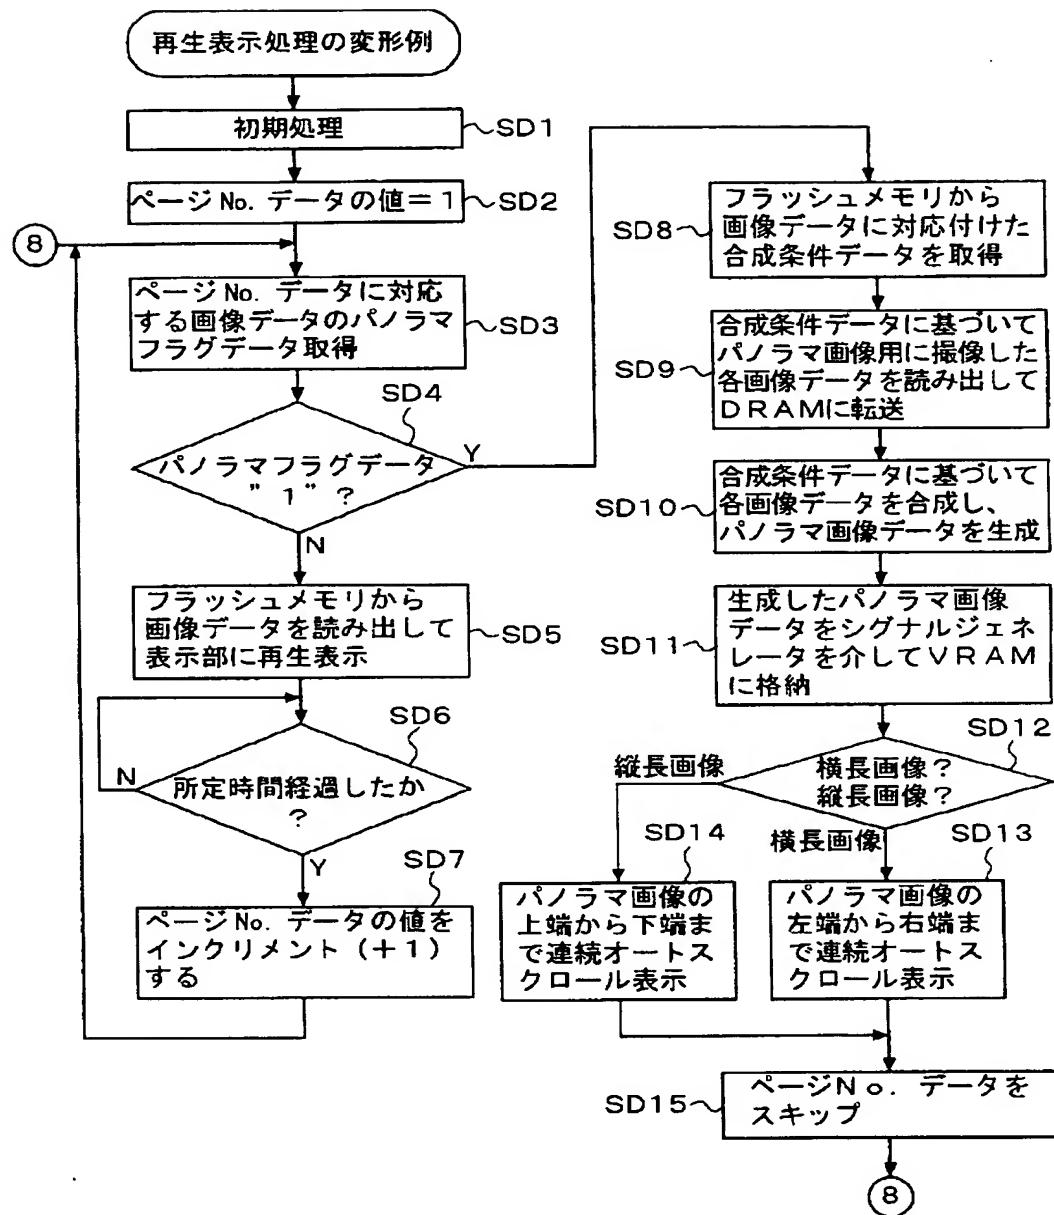 再生表示処理の変形例
初期処理
SD1
ページNo.データの値=1
SD2
8
ページNo.データに対応
する画像データのパノラマ
フラグデータ取得
SD3
SD4
パノラマフラグデータ
"1"?
Y
N
フラッシュメモリから
画像データを読み出して
表示部に再生表示
SD5
SD6
所定時間経過したか
?
N
Y
SD7
ページNo.データの値を
インクリメント(+1)
する
フラッシュメモリから
画像データに対応付けた
合成条件データを取得
SD8
合成条件データに基づいて
パノラマ画像用に撮像した
各画像データを読み出して
DRAMに転送
SD9
合成条件データに基づいて
各画像データを合成し、
パノラマ画像データを生成
SD10
生成したパノラマ画像
データをシグナルジェネ
レータを介してVRAM
に格納
SD11
SD12
横長画像?
縦長画像?
縦長画像
横長画像
SD14
パノラマ画像の
上端から下端ま
で連続オートス
クロール表示
SD13
パノラマ画像の
左端から右端ま
で連続オートス
クロール表示
ページNo.データを
スキップ
SD15
8